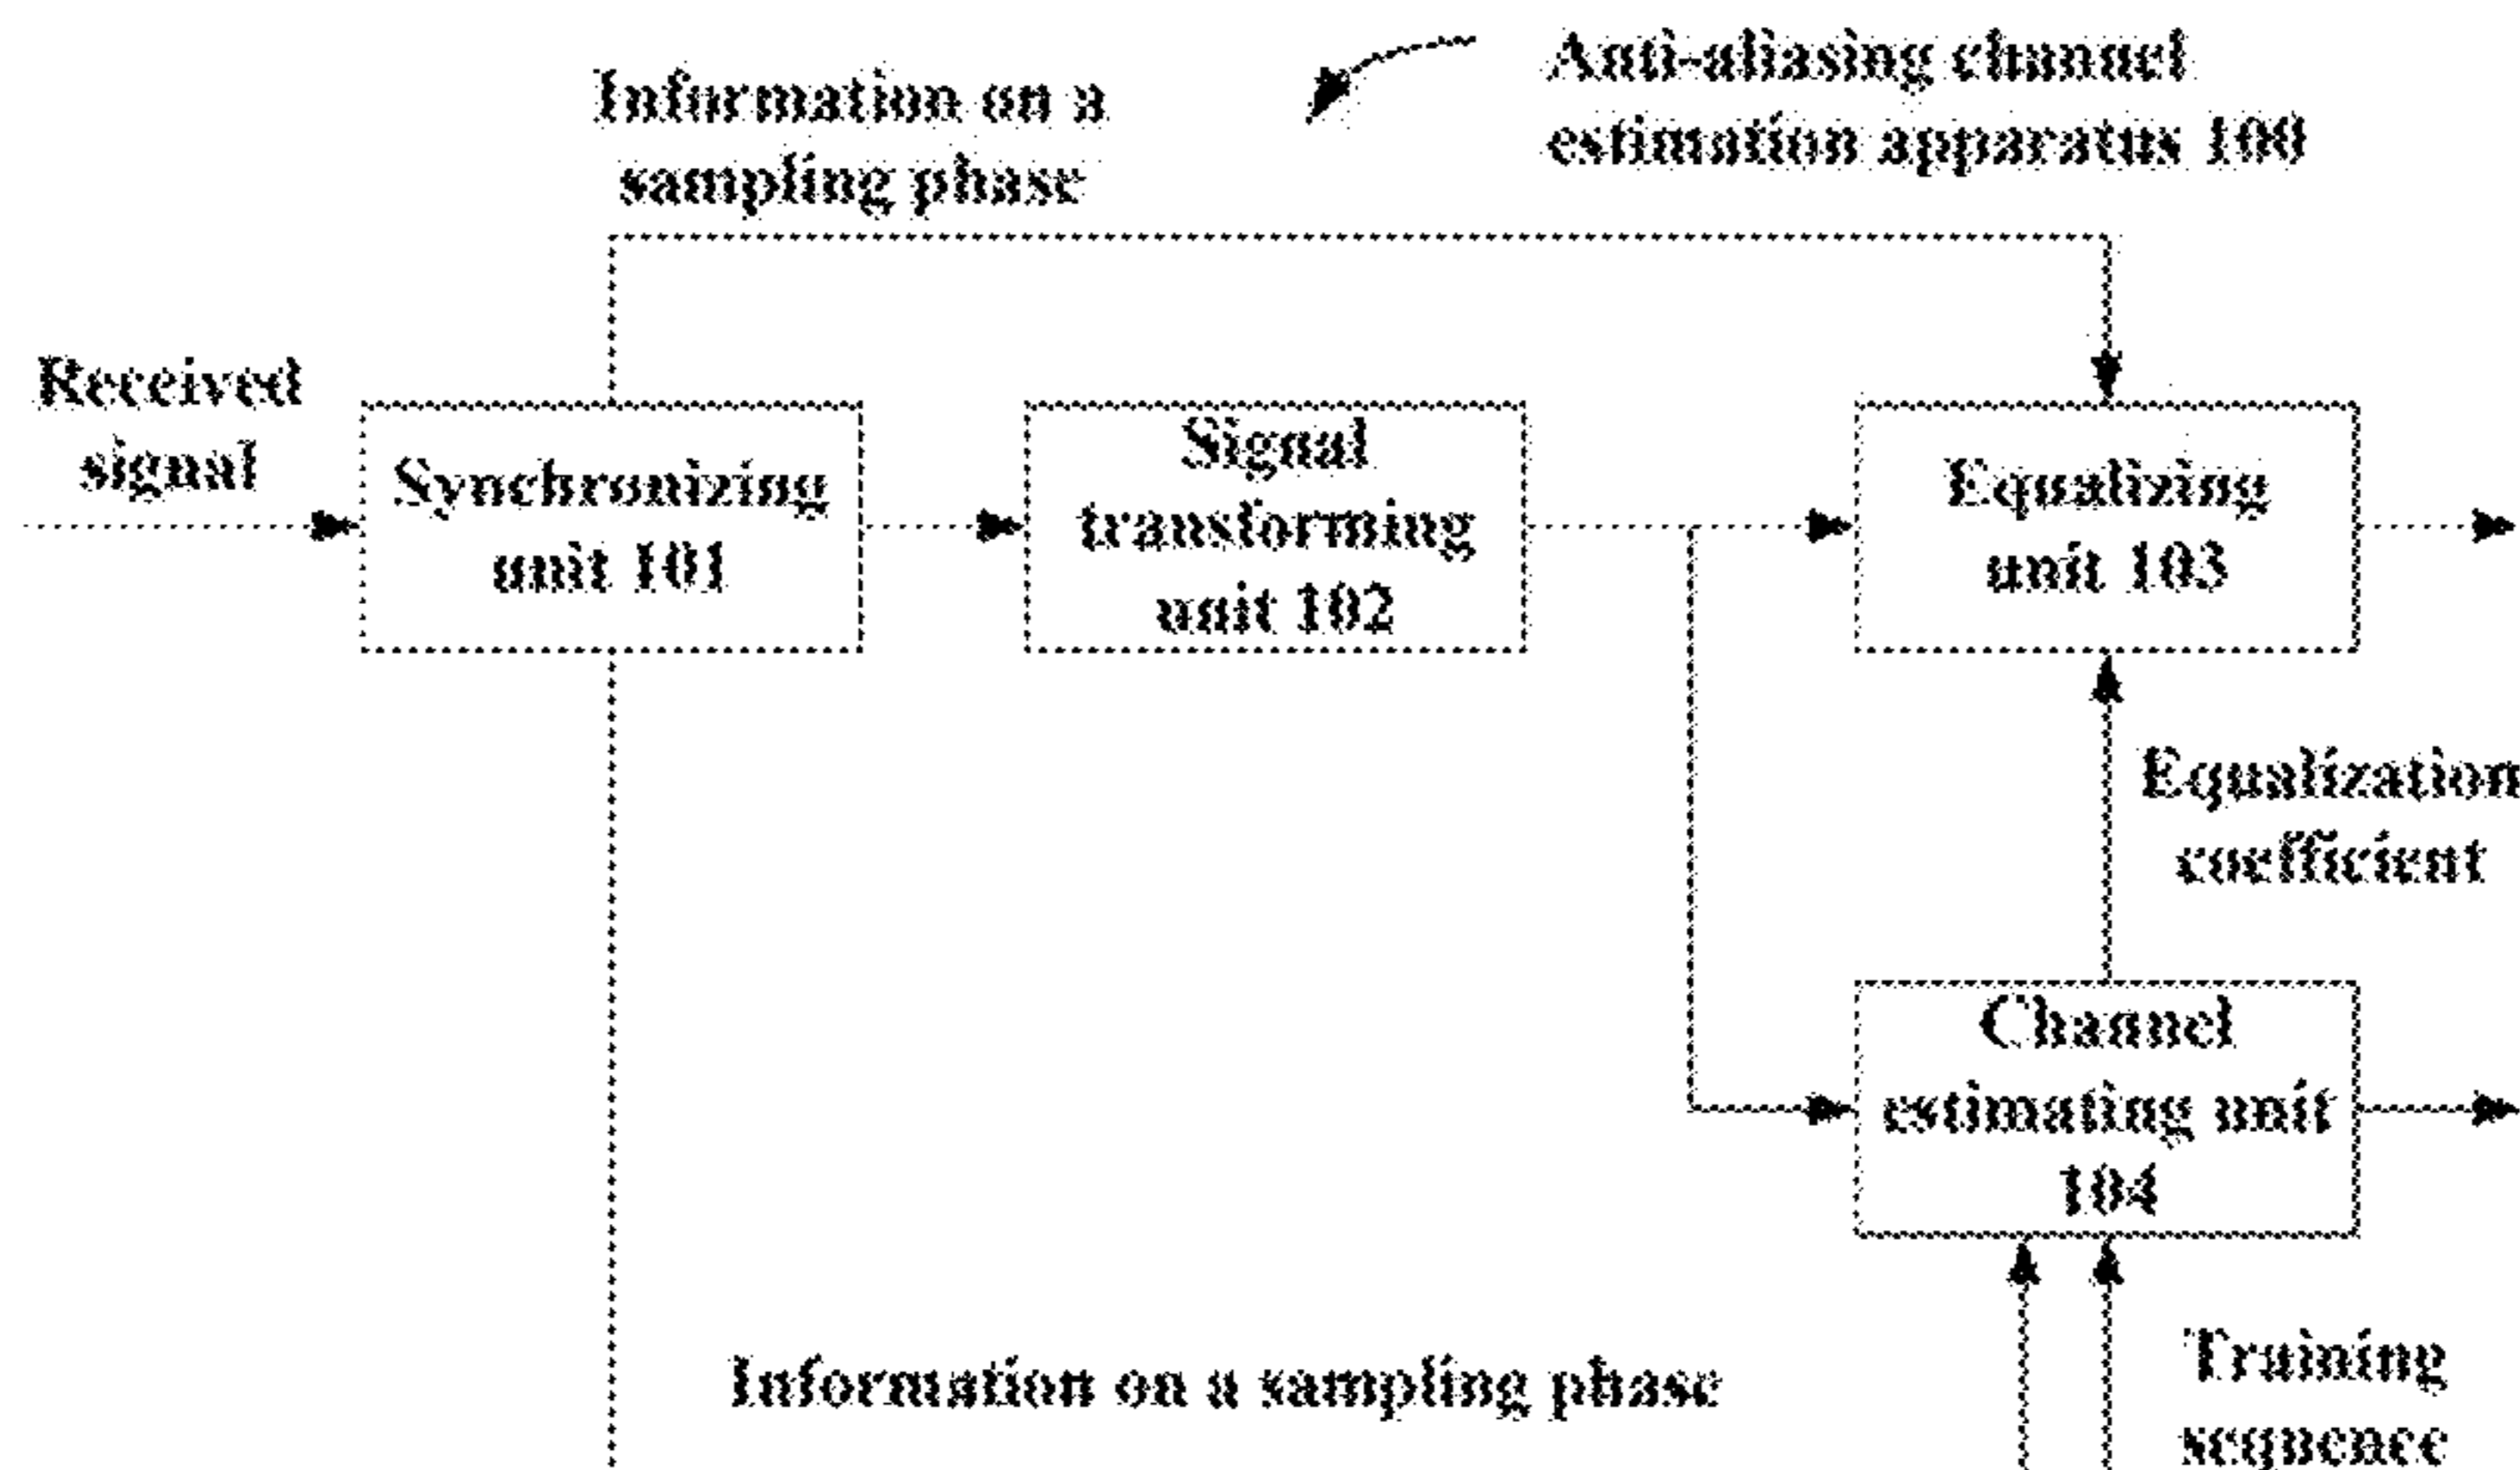 Information on a
sampling phase
Anti-aliasing channel
estimation apparatus 100
Received
signal
Synchronizing
unit 101
Signal
transforming
unit 102
Equalizing
unit 103
Equalization
coefficient
Channel
estimating unit
104
Information on a sampling phase
Training
sequence